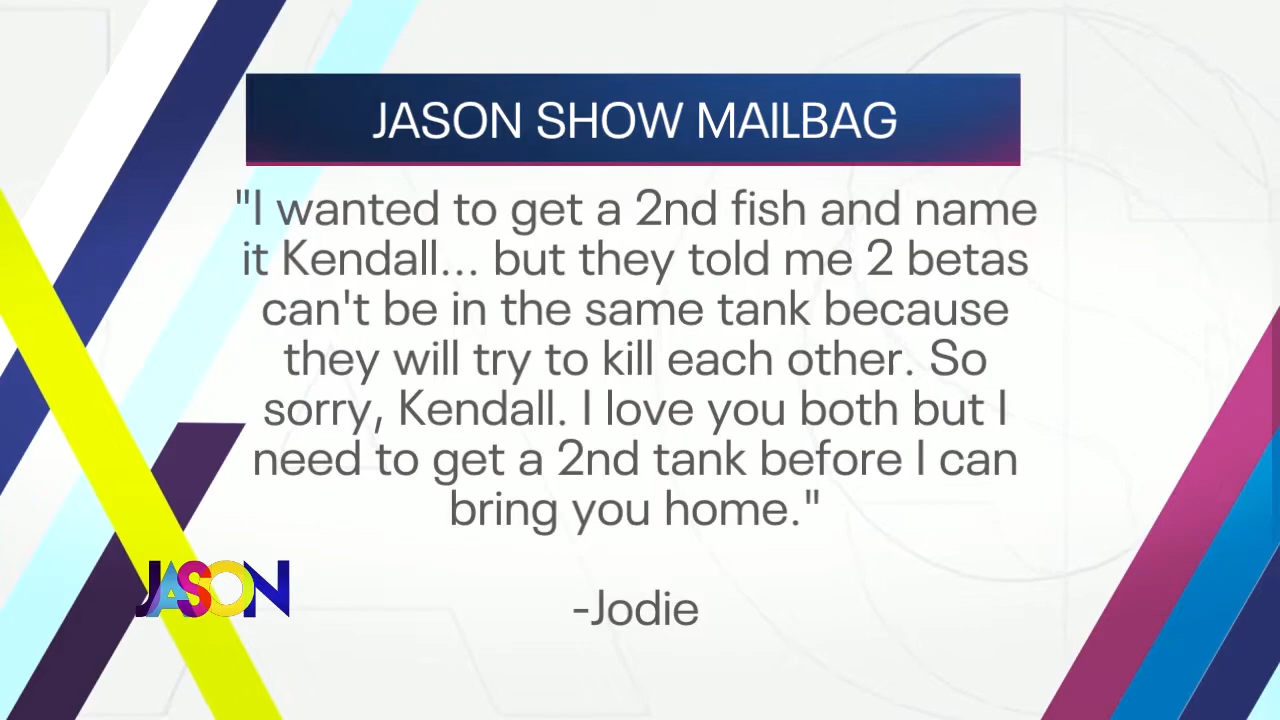 JASON SHOW MAILBAG
"I wanted to get a 2nd fish and name
it Kendall... but they told me 2 betas
can't be in the same tank because
they will try to kill each other. So
sorry, Kendall. I love you both but I
need to get a 2nd tank before I can
bring you home."
JASON
-Jodie